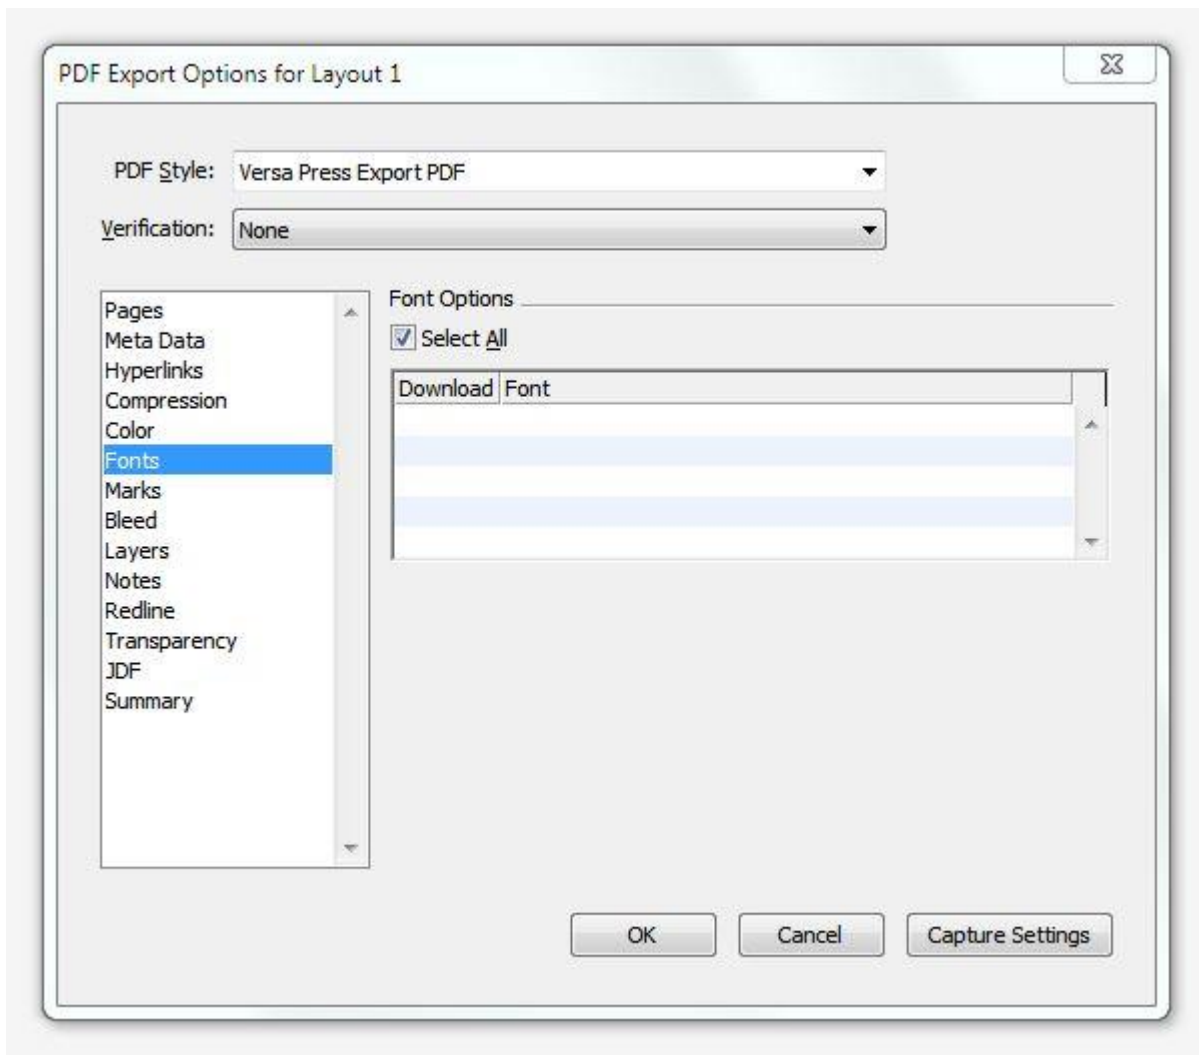 PDF Export Options for Layout 1
PDF Style: Versa Press Export PDF
Verification: None
Pages
Meta Data
Hyperlinks
Compression
Color
Fonts
Marks
Bleed
Layers
Notes
Redline
Transparency
JDF
Summary
Font Options
Select All
Download Font
OK Cancel Capture Settings